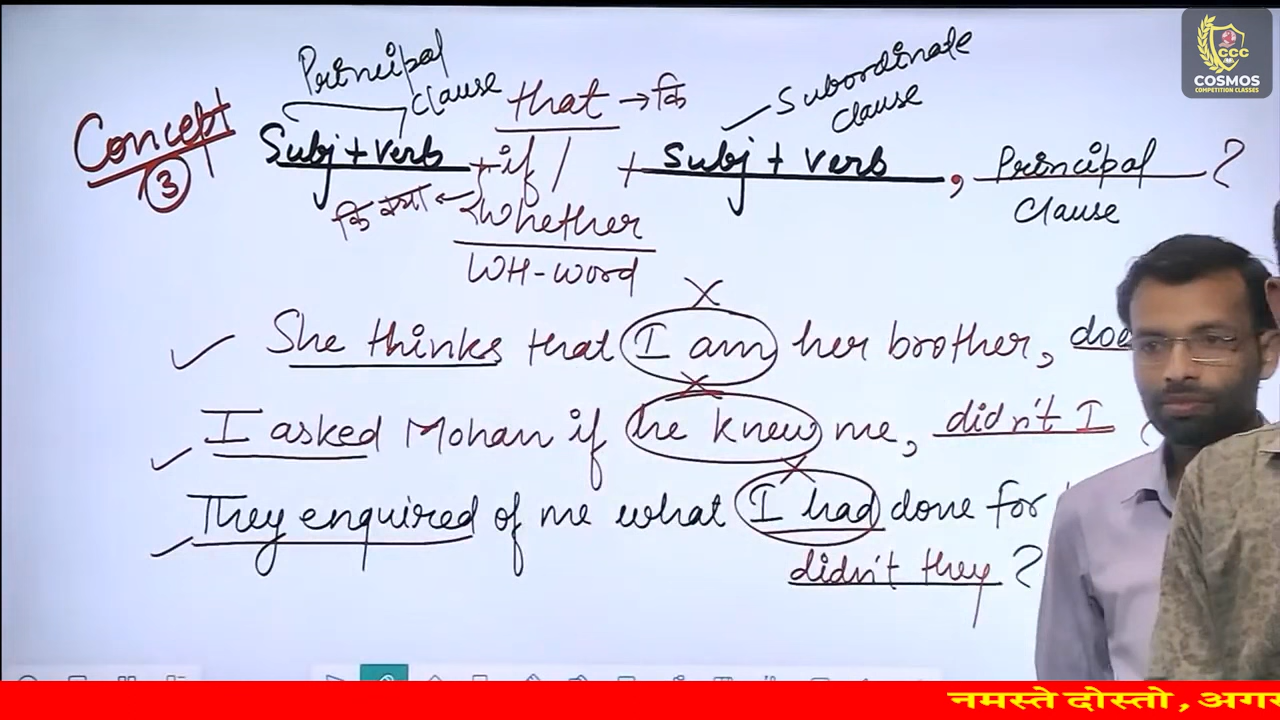 Principal
Clause
that → कि
Subordinate
Clause
CCC
COSMOS
COMPETITION CLASSES
Concept
3
Subj + verb + if / + Subj + verb , Principal ?
Clause
कि क्या ← Whether
WH-word
She thinks that I am her brother, doe
I asked Mohan if he knew me, didn't I
They enquired of me what I had done for
didn't they ?
नमस्ते दोस्तो , अगर